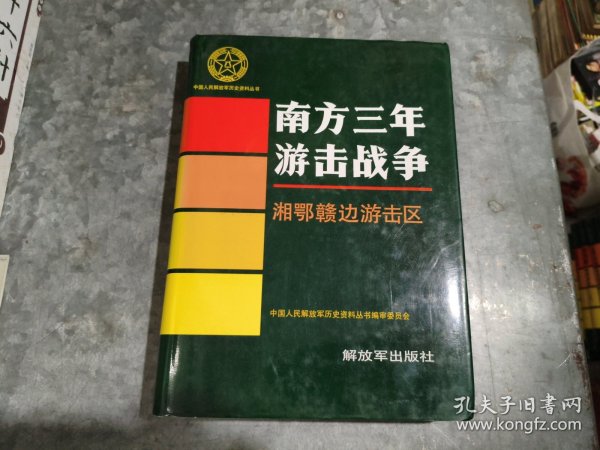 中国人民解放军历史资料丛书
南方三年
游击战争
湘鄂赣边游击区
中国人民解放军历史资料丛书编审委员会
解放军出版社
孔夫子旧书网
www.kongfz.com